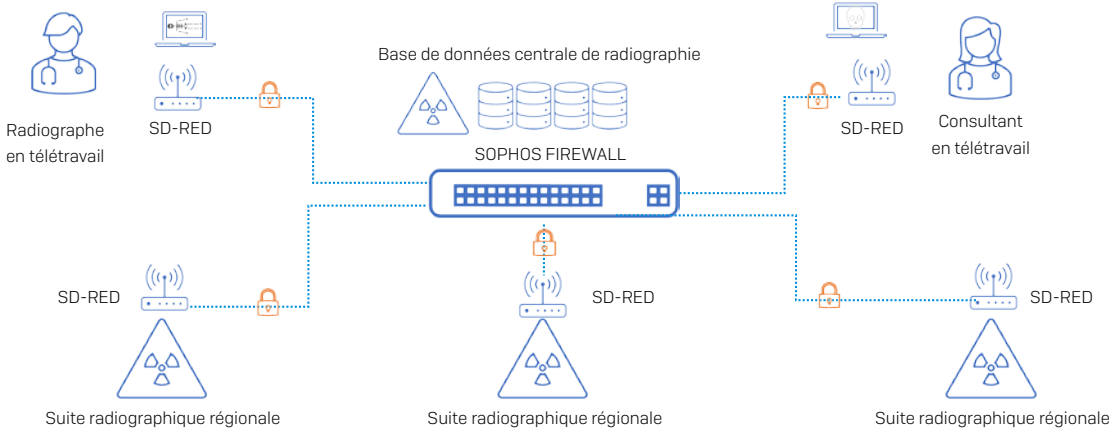 Base de données centrale de radiographie
Radiographe
en télétravail
SD-RED
SOPHOS FIREWALL
SD-RED
Consultant
en télétravail
SD-RED
SD-RED
SD-RED
Suite radiographique régionale
Suite radiographique régionale
Suite radiographique régionale